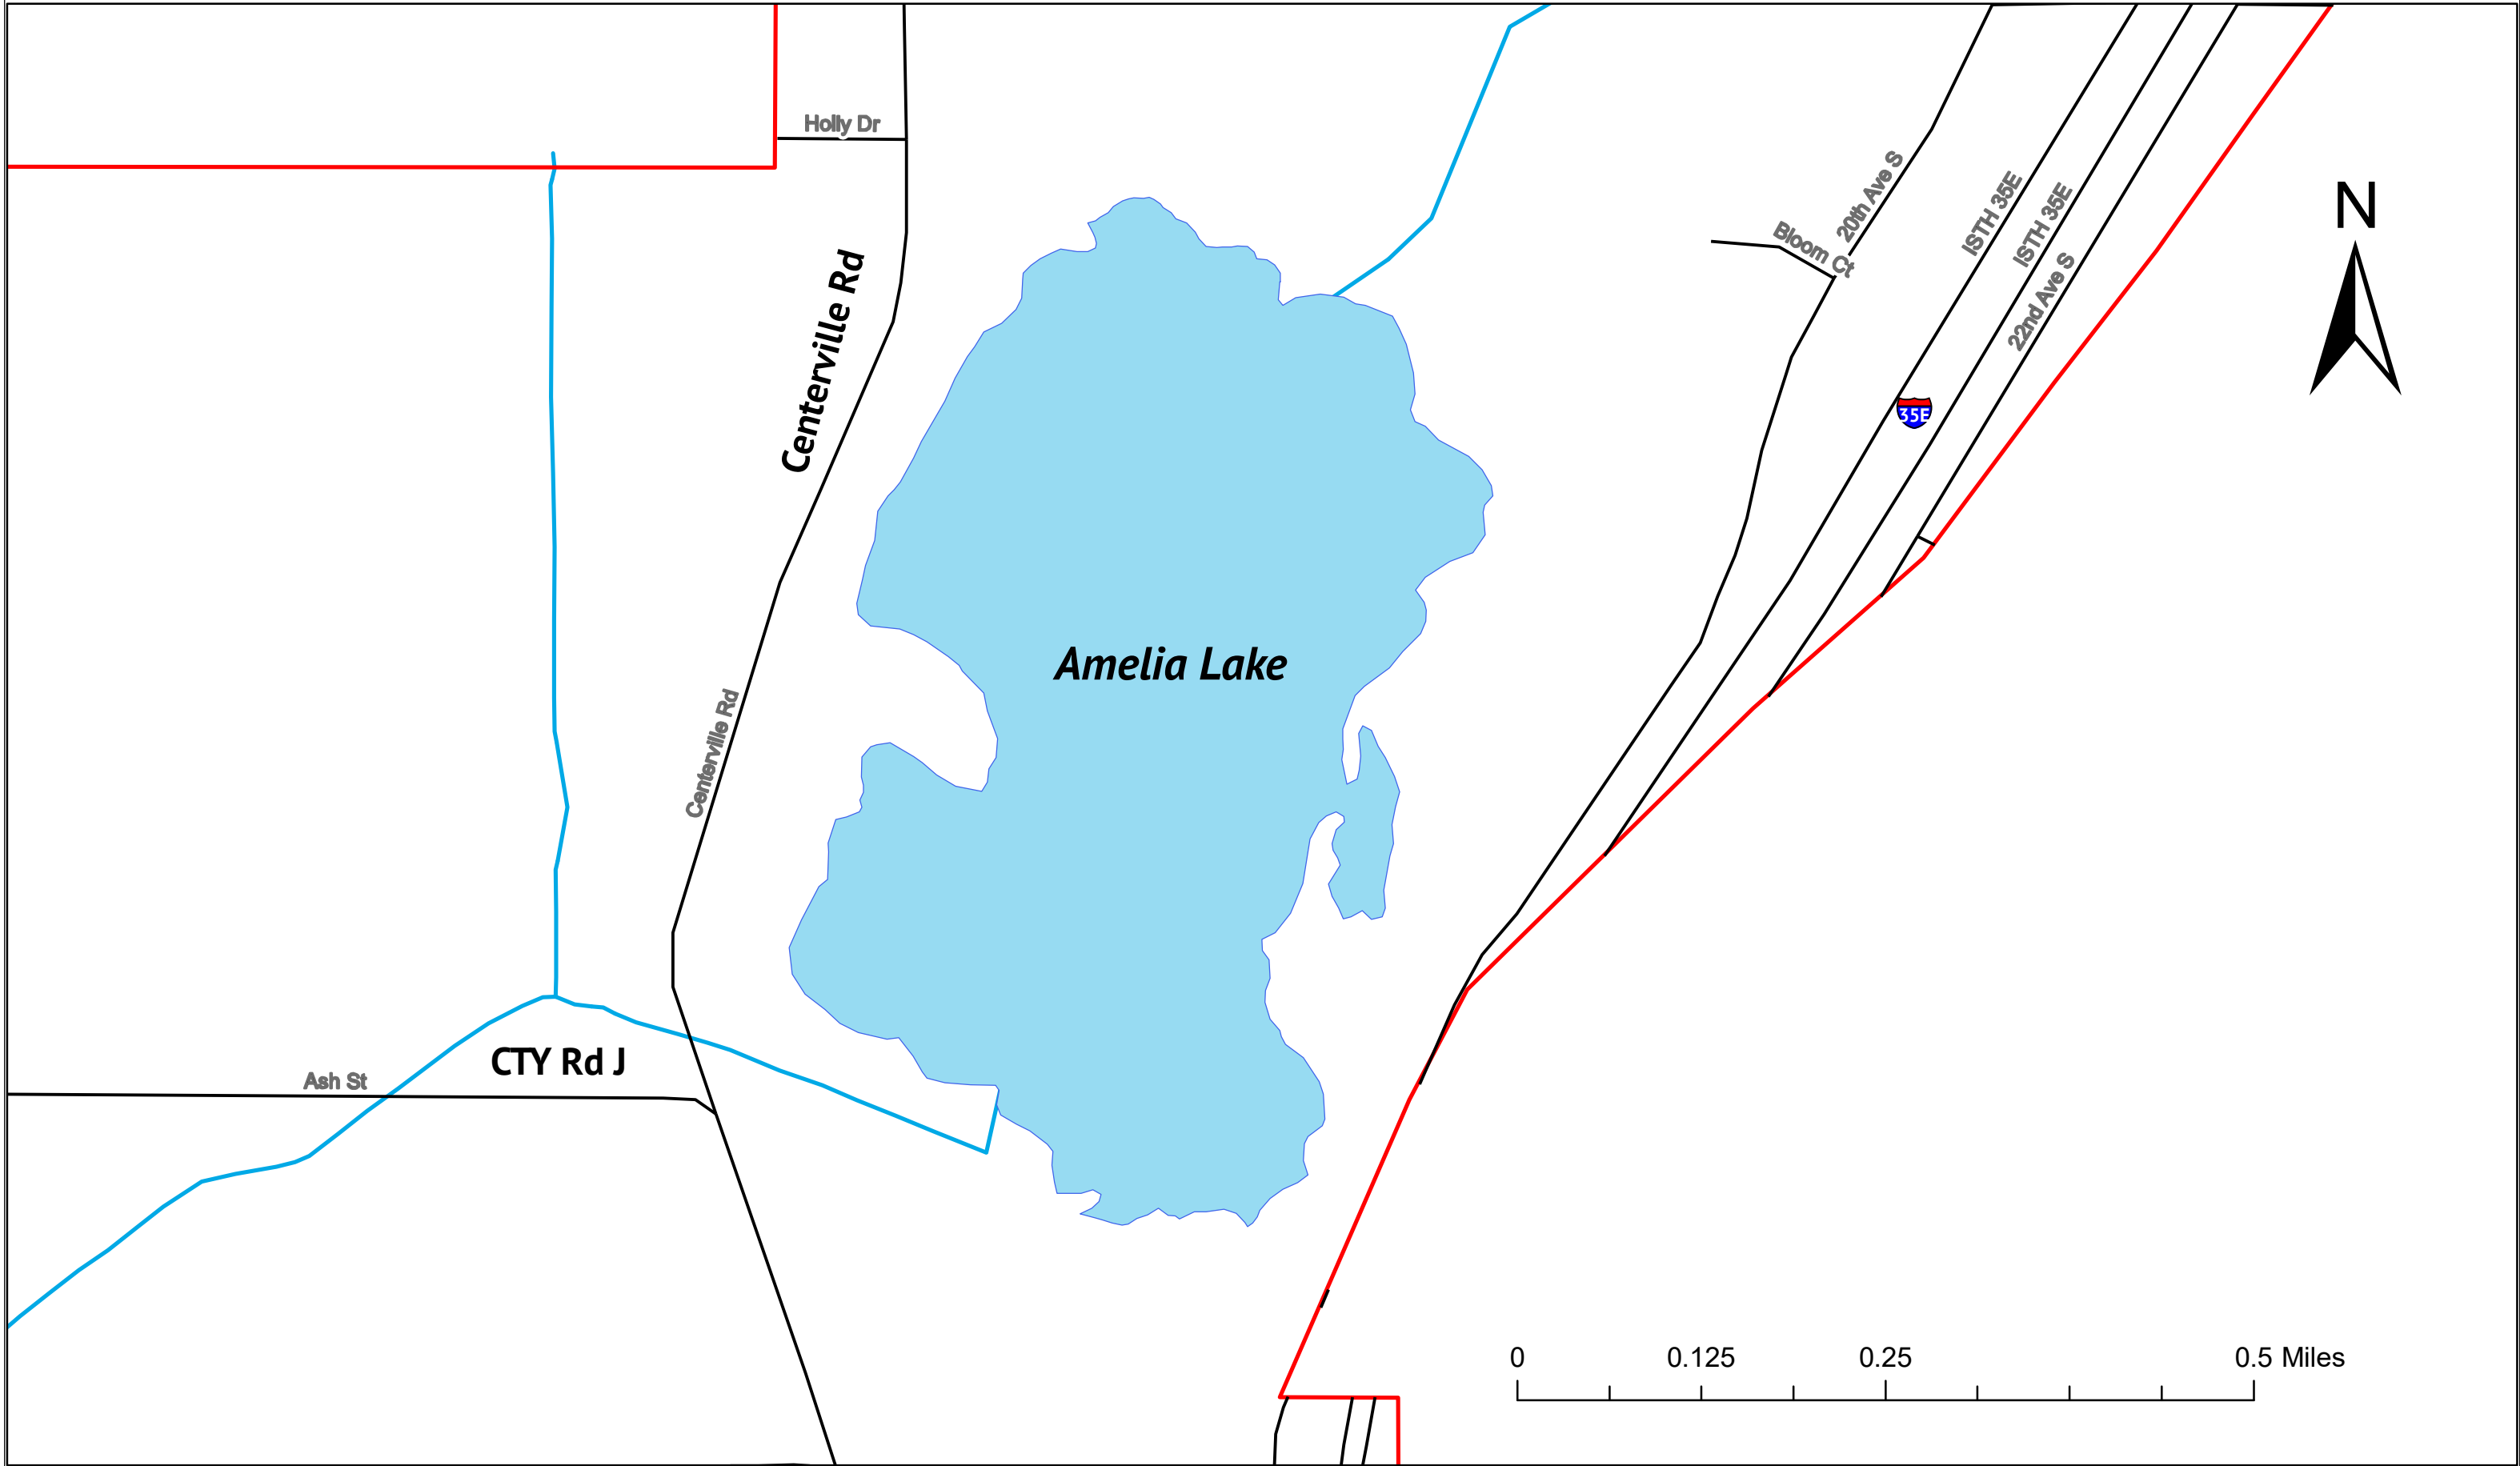 Holly Dr
Centerville Rd
20th Ave S
Bloom Ct
ISTH 35E
ISTH 35E
22nd Ave S
N
35E
Amelia Lake
Centerville Rd
CTY Rd J
Ash St
0 0.125 0.25 0.5 Miles